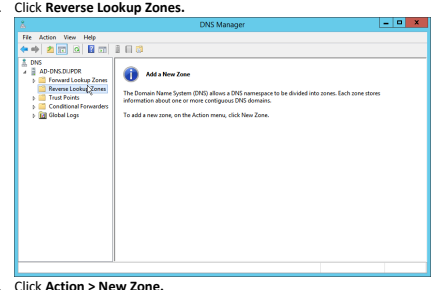 Click Reverse Lookup Zones.
DNS Manager
File Action View Help
DNS
AD-DNS.DI.IPDR
Forward Lookup Zones
Reverse Lookup Zones
Trust Points
Conditional Forwarders
Global Logs
Add a New Zone
The Domain Name System (DNS) allows a DNS namespace to be divided into zones. Each zone stores
information about one or more contiguous DNS domains.
To add a new zone, on the Action menu, click New Zone.
Click Action > New Zone.